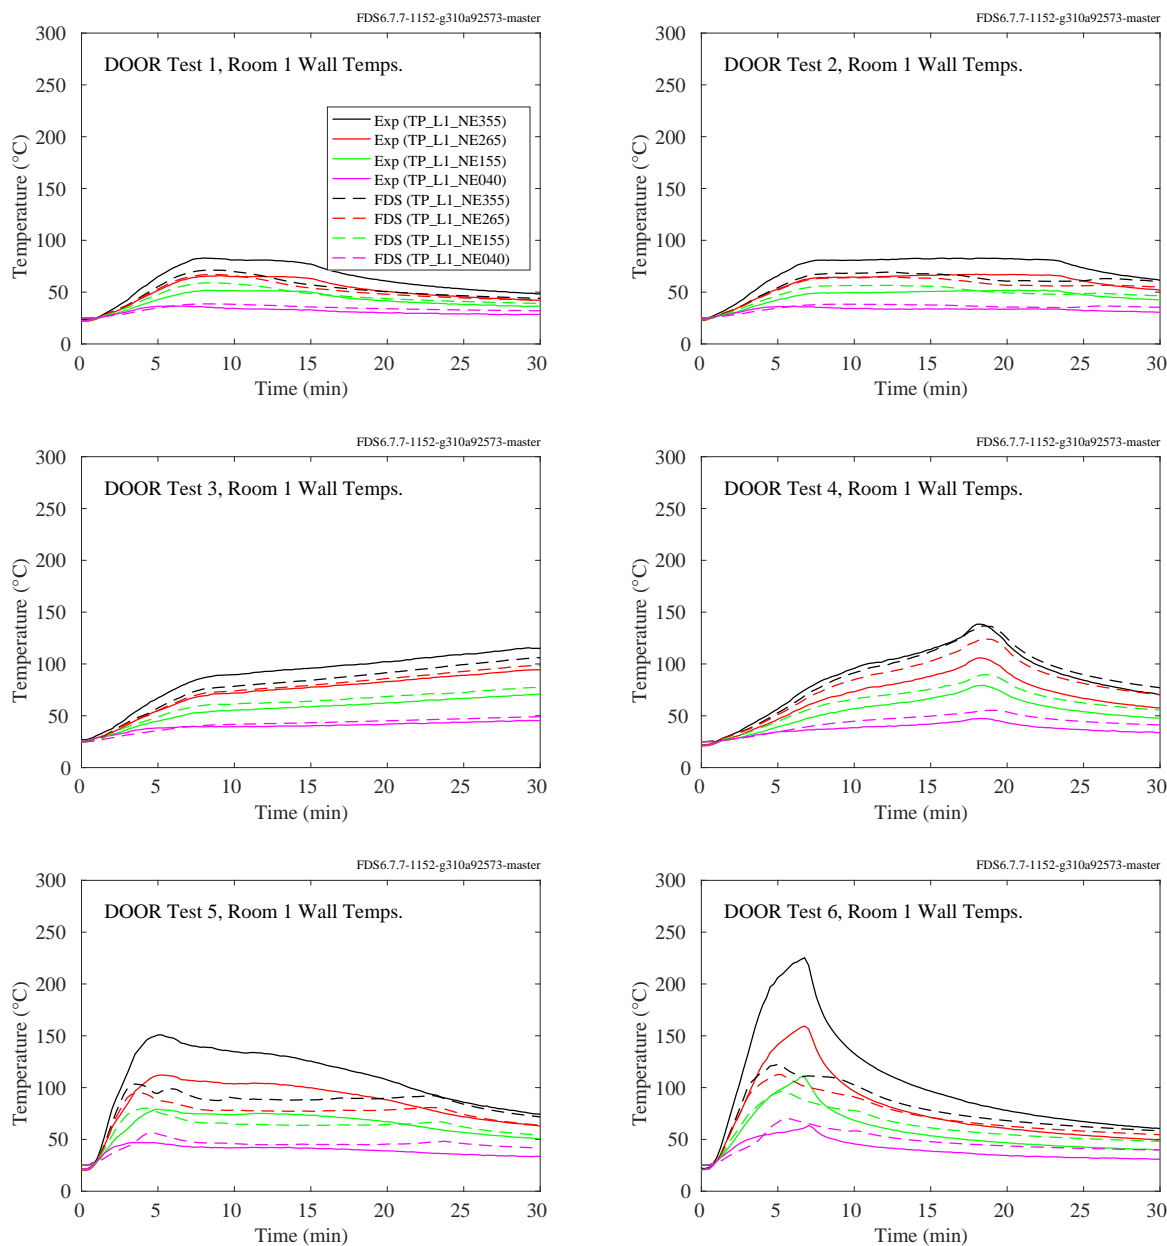 FDS6.7.7-1152-g310a92573-master
DOOR Test 1, Room 1 Wall Temps.
Temperature (°C)
300
250
200
150
100
50
0
Exp (TP_L1_NE355)
Exp (TP_L1_NE265)
Exp (TP_L1_NE155)
Exp (TP_L1_NE040)
FDS (TP_L1_NE355)
FDS (TP_L1_NE265)
FDS (TP_L1_NE155)
FDS (TP_L1_NE040)
0 5 10 15 20 25 30
Time (min)
FDS6.7.7-1152-g310a92573-master
DOOR Test 2, Room 1 Wall Temps.
Temperature (°C)
300
250
200
150
100
50
0
0 5 10 15 20 25 30
Time (min)
FDS6.7.7-1152-g310a92573-master
DOOR Test 3, Room 1 Wall Temps.
Temperature (°C)
300
250
200
150
100
50
0
0 5 10 15 20 25 30
Time (min)
FDS6.7.7-1152-g310a92573-master
DOOR Test 4, Room 1 Wall Temps.
Temperature (°C)
300
250
200
150
100
50
0
0 5 10 15 20 25 30
Time (min)
FDS6.7.7-1152-g310a92573-master
DOOR Test 5, Room 1 Wall Temps.
Temperature (°C)
300
250
200
150
100
50
0
0 5 10 15 20 25 30
Time (min)
FDS6.7.7-1152-g310a92573-master
DOOR Test 6, Room 1 Wall Temps.
Temperature (°C)
300
250
200
150
100
50
0
0 5 10 15 20 25 30
Time (min)